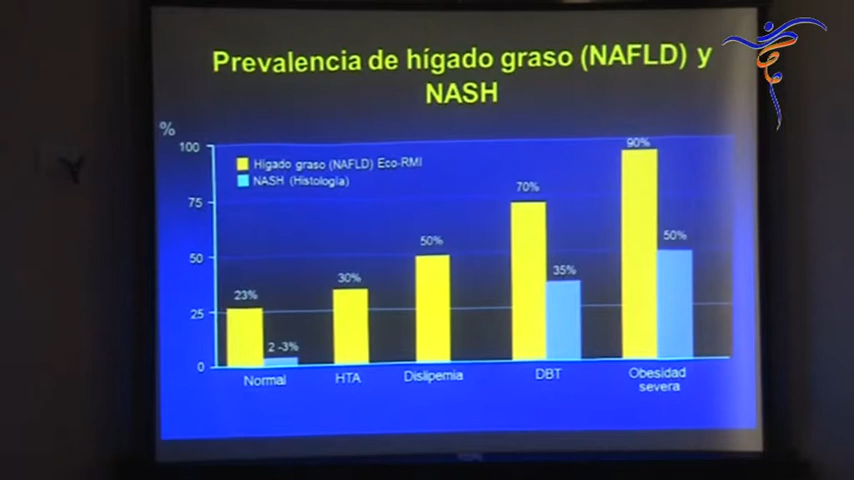 Prevalencia de hígado graso (NAFLD) y
NASH
%
100
75
50
25
0
Hígado graso (NAFLD) Eco-RMI
NASH (Histología)
23%
2 -3%
30%
50%
70%
35%
90%
50%
Normal
HTA
Dislipemia
DBT
Obesidad
severa